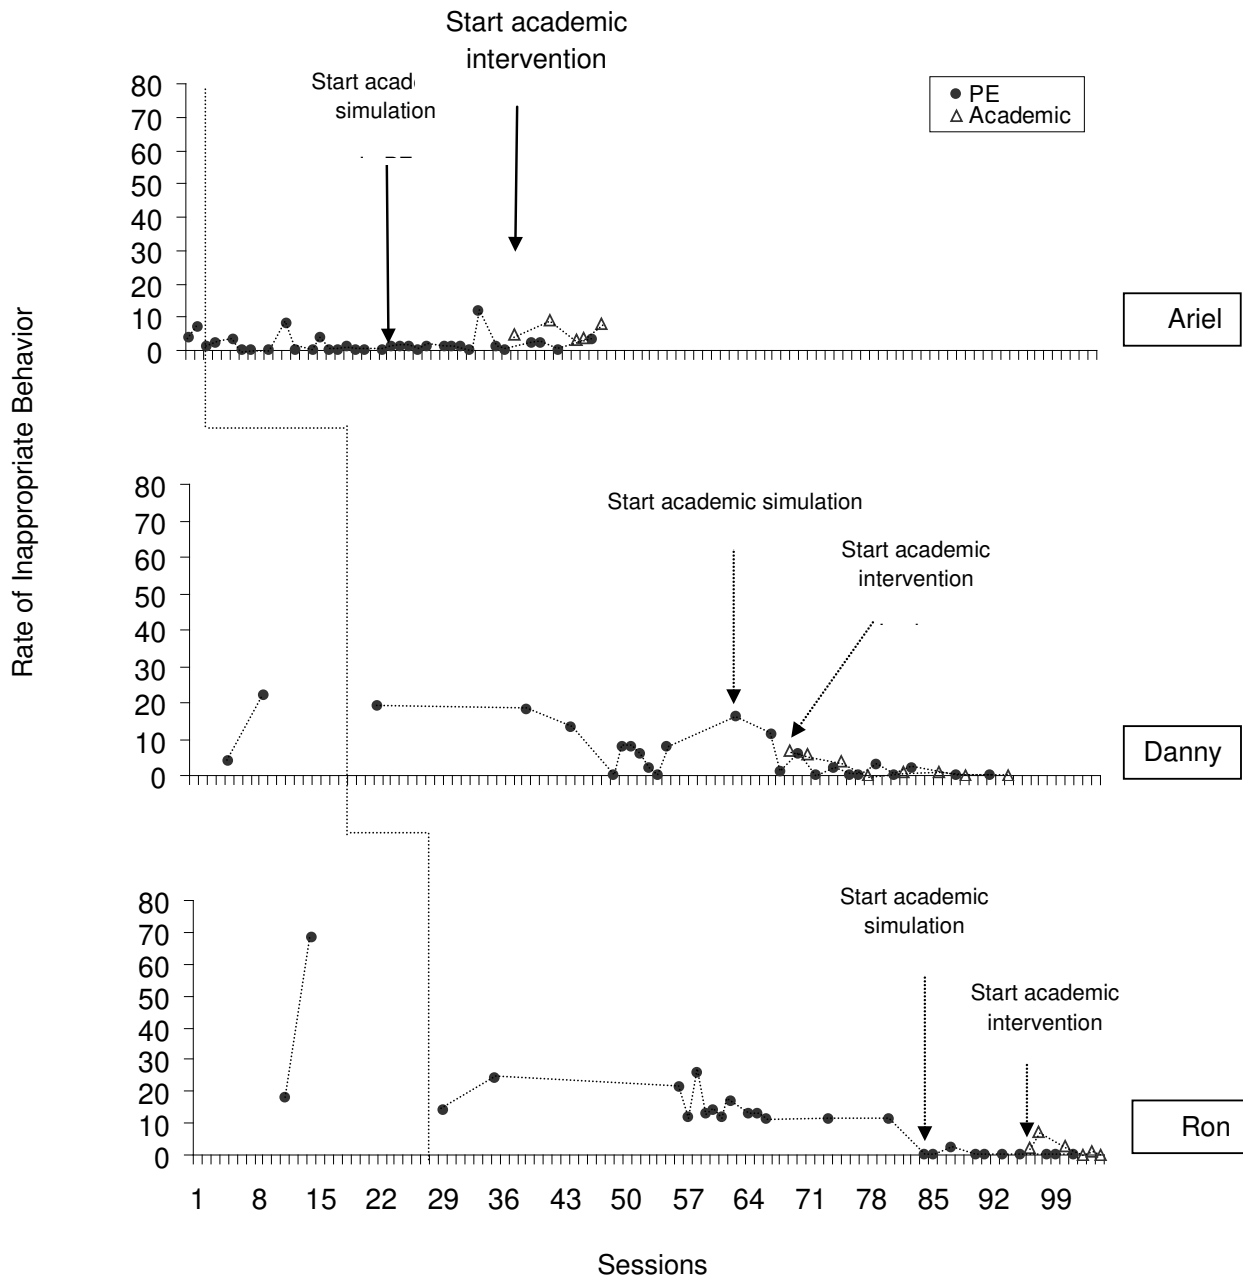 Start academic
intervention
Start acad
simulation
80
70
60
50
40
30
20
10
0
PE
Academic
Ariel
Rate of Inappropriate Behavior
80
70
60
50
40
30
20
10
0
Start academic simulation
Start academic
intervention
Danny
80
70
60
50
40
30
20
10
0
Start academic
simulation
Start academic
intervention
Ron
1 8 15 22 29 36 43 50 57 64 71 78 85 92 99
Sessions